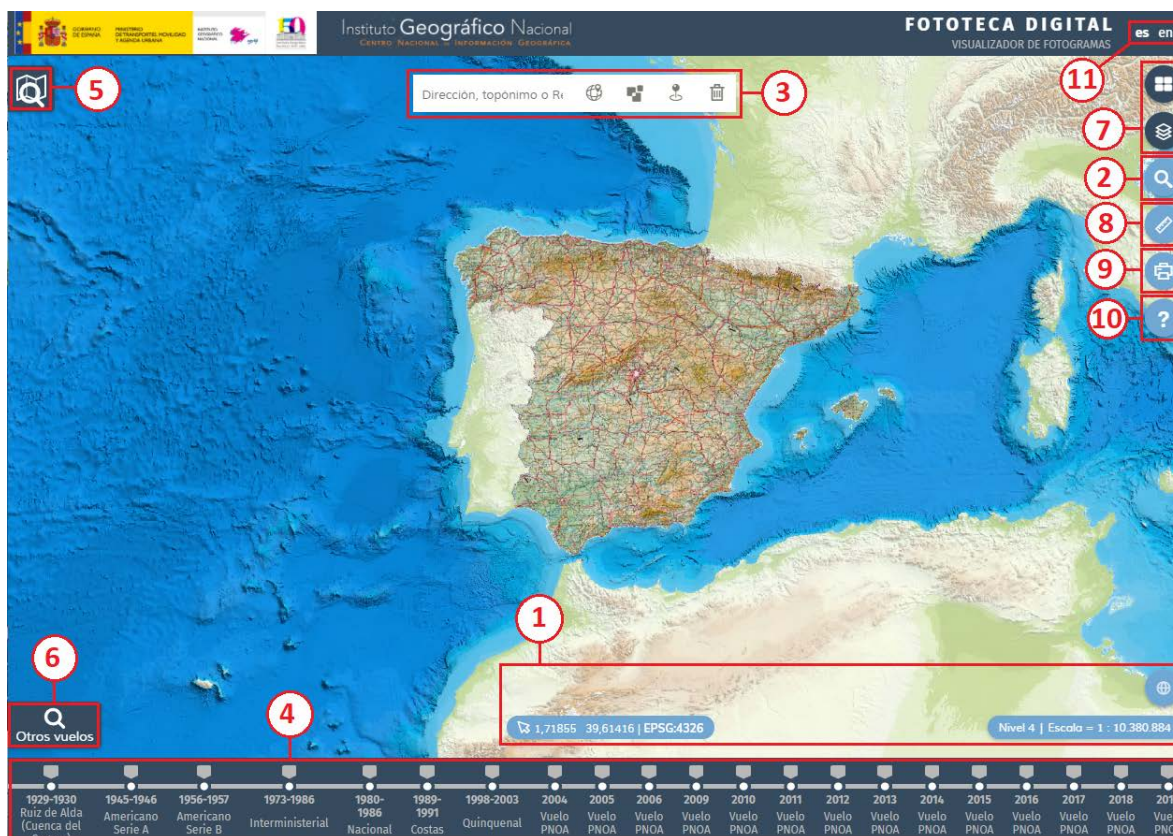 GOBIERNO DE ESPAÑA
MINISTERIO DE TRANSPORTES, MOVILIDAD Y AGENDA URBANA
INSTITUTO GEOGRÁFICO NACIONAL
Instituto Geográfico Nacional
CENTRO NACIONAL DE INFORMACIÓN GEOGRÁFICA
FOTOTECA DIGITAL
VISUALIZADOR DE FOTOGRAMAS
es en
11
5
Dirección, topónimo o Re
3
7
2
8
9
?
10
1
6
Otros vuelos
4
1,71855 39,61416 | EPSG:4326
Nivel 4 | Escala = 1 : 10.380.884
1929-1930
Ruiz de Alda
(Cuenca del
1945-1946
Americano
Serie A
1956-1957
Americano
Serie B
1973-1986
Interministerial
1980-
1986
Nacional
1989-
1991
Costas
1998-2003
Quinquenal
2004
Vuelo
PNOA
2005
Vuelo
PNOA
2006
Vuelo
PNOA
2009
Vuelo
PNOA
2010
Vuelo
PNOA
2011
Vuelo
PNOA
2012
Vuelo
PNOA
2013
Vuelo
PNOA
2014
Vuelo
PNOA
2015
Vuelo
PNOA
2016
Vuelo
PNOA
2017
Vuelo
PNOA
2018
Vuelo
PNOA
201
Vuel
PNO